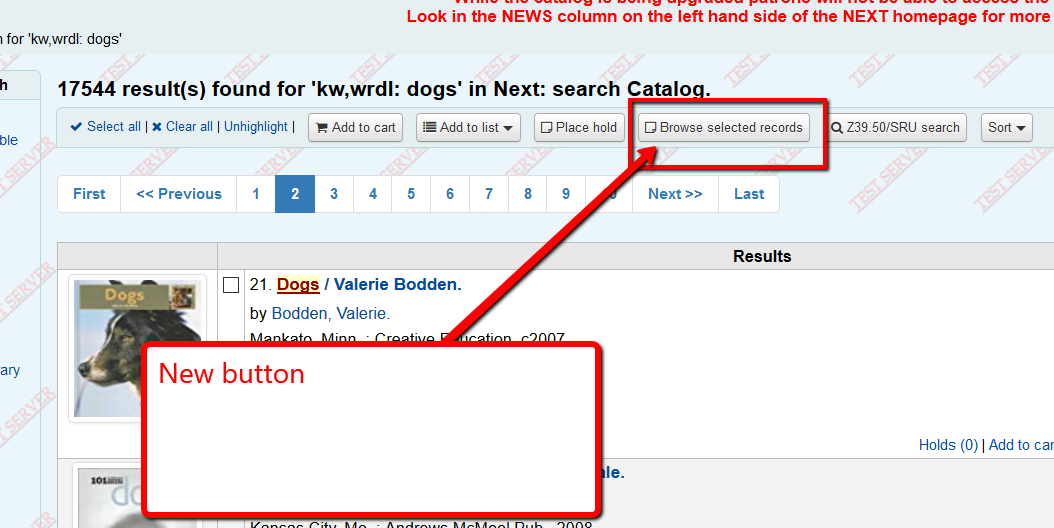 While the catalog is being upgraded patrons will not be able to access the
Look in the NEWS column on the left hand side of the NEXT homepage for more
for 'kw,wrdl: dogs'
17544 result(s) found for 'kw,wrdl: dogs' in Next: search Catalog.
Select all | Clear all | Unhighlight | Add to cart Add to list Place hold Browse selected records Z39.50/SRU search Sort
First << Previous 1 2 3 4 5 6 7 8 9 Next >> Last
Results
21. Dogs / Valerie Bodden.
by Bodden, Valerie.
Mankato, Minn. : Creative Education, c2007
Dogs
New button
Holds (0) | Add to car
101
do
ale.
Kansas City, Mo. : Andrews McMeel Pub., 2008
TEST SERVER